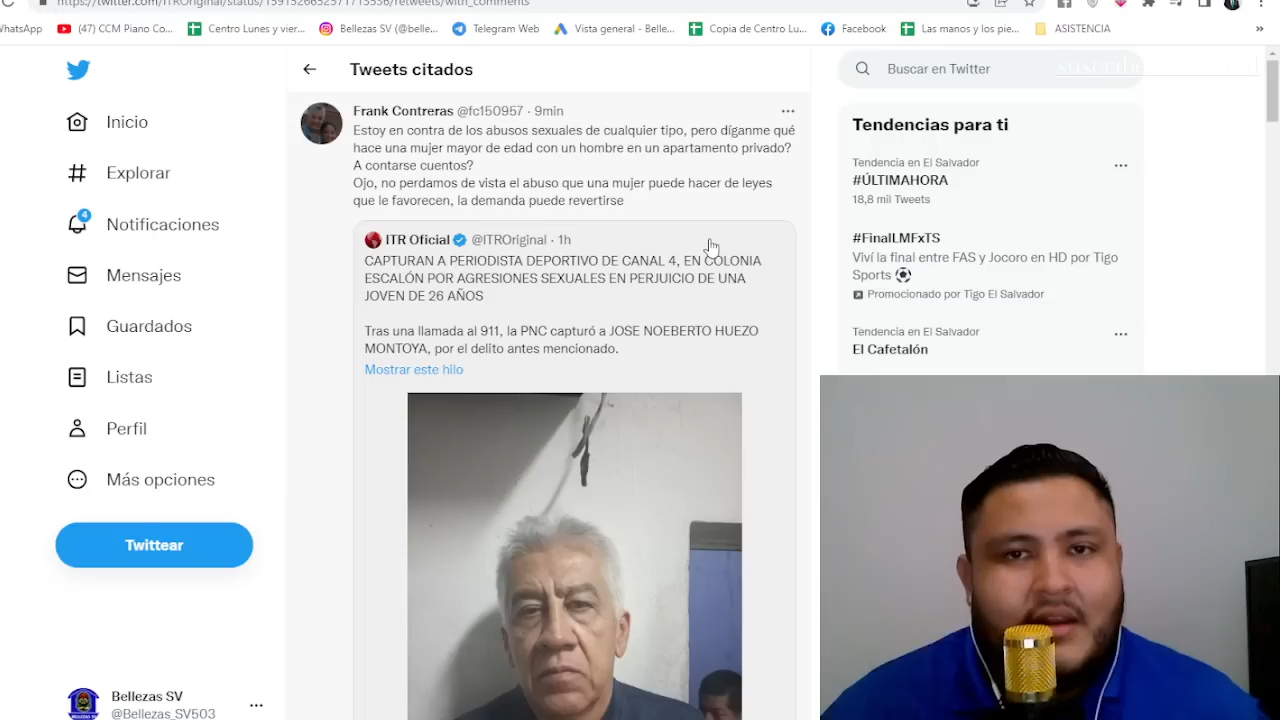 https://twitter.com/ITROriginal/status/1591526652571713536/retweets/with_comments
WhatsApp
(47) CCM Piano Co...
Centro Lunes y vier...
Bellezas SV (@belle...
Telegram Web
Vista general - Belle...
Copia de Centro Lu...
Facebook
Las manos y los pie...
ASISTENCIA
»
Tweets citados
Buscar en Twitter
suscribe
Inicio
Explorar
4
Notificaciones
Mensajes
Guardados
Listas
Perfil
Más opciones
Twittear
Bellezas SV
@Bellezas_SV503
Frank Contreras @fc150957 · 9min
Estoy en contra de los abusos sexuales de cualquier tipo, pero díganme qué
hace una mujer mayor de edad con un hombre en un apartamento privado?
A contarse cuentos?
Ojo, no perdamos de vista el abuso que una mujer puede hacer de leyes
que le favorecen, la demanda puede revertirse
ITR Oficial @ITROriginal · 1h
CAPTURAN A PERIODISTA DEPORTIVO DE CANAL 4, EN COLONIA
ESCALÓN POR AGRESIONES SEXUALES EN PERJUICIO DE UNA
JOVEN DE 26 AÑOS
Tras una llamada al 911, la PNC capturó a JOSE NOEBERTO HUEZO
MONTOYA, por el delito antes mencionado.
Mostrar este hilo
Tendencias para ti
Tendencia en El Salvador
#ÚLTIMAHORA
18,8 mil Tweets
#FinalLMFxTS
Viví la final entre FAS y Jocoro en HD por Tigo
Sports
Promocionado por Tigo El Salvador
Tendencia en El Salvador
El Cafetalón